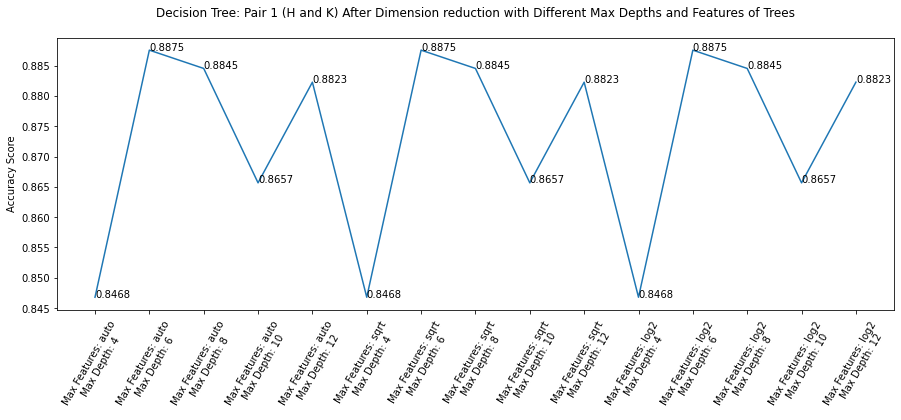 Decision Tree: Pair 1 (H and K) After Dimension reduction with Different Max Depths and Features of Trees
Accuracy Score
0.885
0.880
0.875
0.870
0.865
0.860
0.855
0.850
0.845
0.8468
0.8875
0.8845
0.8657
0.8823
0.8468
0.8875
0.8845
0.8657
0.8823
0.8468
0.8875
0.8845
0.8657
0.8823
Max Features: auto
Max Depth: 4
Max Features: auto
Max Depth: 6
Max Features: auto
Max Depth: 8
Max Features: auto
Max Depth: 10
Max Features: auto
Max Depth: 12
Max Features: sqrt
Max Depth: 4
Max Features: sqrt
Max Depth: 6
Max Features: sqrt
Max Depth: 8
Max Features: sqrt
Max Depth: 10
Max Features: sqrt
Max Depth: 12
Max Features: log2
Max Depth: 4
Max Features: log2
Max Depth: 6
Max Features: log2
Max Depth: 8
Max Features: log2
Max Depth: 10
Max Features: log2
Max Depth: 12